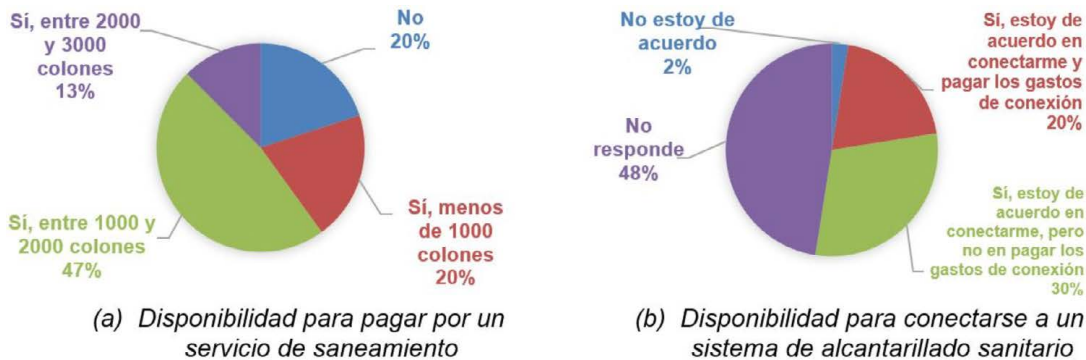 Sí, entre 2000
y 3000
colones
13%
No
20%
Sí, entre 1000 y
2000 colones
47%
Sí, menos
de 1000
colones
20%
(a) Disponibilidad para pagar por un
servicio de saneamiento
No estoy de
acuerdo
2%
Sí, estoy de
acuerdo en
conectarme y
pagar los gastos
de conexión
20%
No
responde
48%
Sí, estoy de
acuerdo en
conectarme, pero
no en pagar los
gastos de conexión
30%
(b) Disponibilidad para conectarse a un
sistema de alcantarillado sanitario